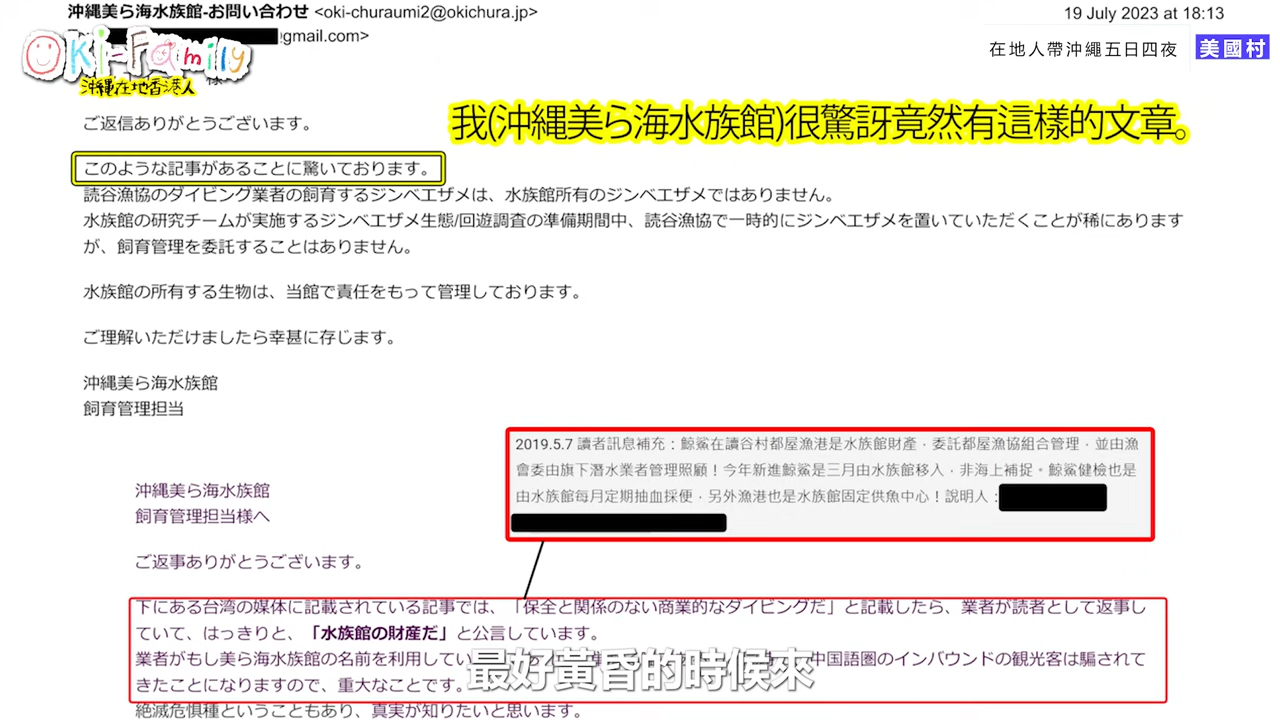 沖縄美ら海水族館-お問い合わせ <oki-churaumi2@okichura.jp>
19 July 2023 at 18:13
gmail.com>
Oki-Family
沖縄在地香港人
様
在地人帶沖繩五日四夜
美國村
ご返信ありがとうございます。
我(沖縄美ら海水族館)很驚訝竟然有這樣的文章。
このような記事があることに驚いております。
読谷漁協のダイビング業者の飼育するジンベエザメは、水族館所有のジンベエザメではありません。
水族館の研究チームが実施するジンベエザメ生態/回遊調査の準備期間中、読谷漁協で一時的にジンベエザメを置いていただくことが稀にあります
が、飼育管理を委託することはありません。
水族館の所有する生物は、当館で責任をもって管理しております。
ご理解いただけましたら幸甚に存じます。
沖縄美ら海水族館
飼育管理担当
2019.5.7 讀者訊息補充：鯨鯊在讀谷村都屋漁港是水族館財產，委託都屋漁協組合管理，並由漁
會委由旗下潛水業者管理照顧！今年新進鯨鯊是三月由水族館移入，非海上補捉。鯨鯊健檢也是
由水族館每月定期抽血採便，另外漁港也是水族館固定供魚中心！說明人：
沖縄美ら海水族館
飼育管理担当様へ
ご返事ありがとうございます。
下にある台湾の媒体に記載されている記事では、「保全と関係のない商業的なダイビングだ」と記載したら、業者が読者として返事し
ていて、はっきりと、「水族館の財産だ」と公言しています。
業者がもし美ら海水族館の名前を利用してい
中国語圏のインバウンドの観光客は騙されて
きたことになりますので、重大なことです。
最好黃昏的時候來
絶滅危惧種ということもあり、真実が知りたいと思います。